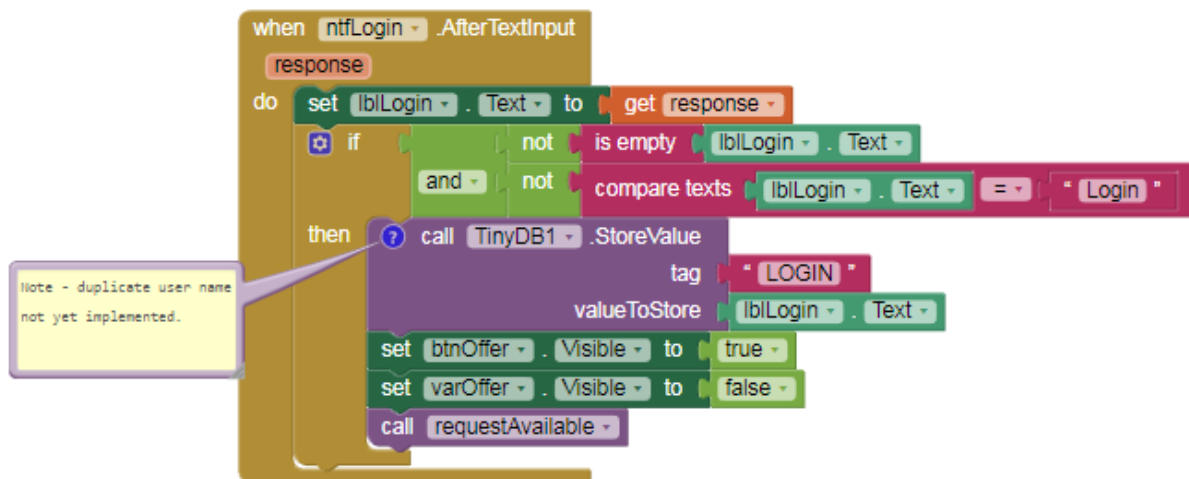 when ntfLogin .AfterTextInput
response
do set lblLogin . Text to get response
if not is empty lblLogin . Text
and not compare texts lblLogin . Text = " Login "
then ? call TinyDB1 .StoreValue
tag " LOGIN "
valueToStore lblLogin . Text
Note - duplicate user name
not yet implemented.
set btnOffer . Visible to true
set varOffer . Visible to false
call requestAvailable